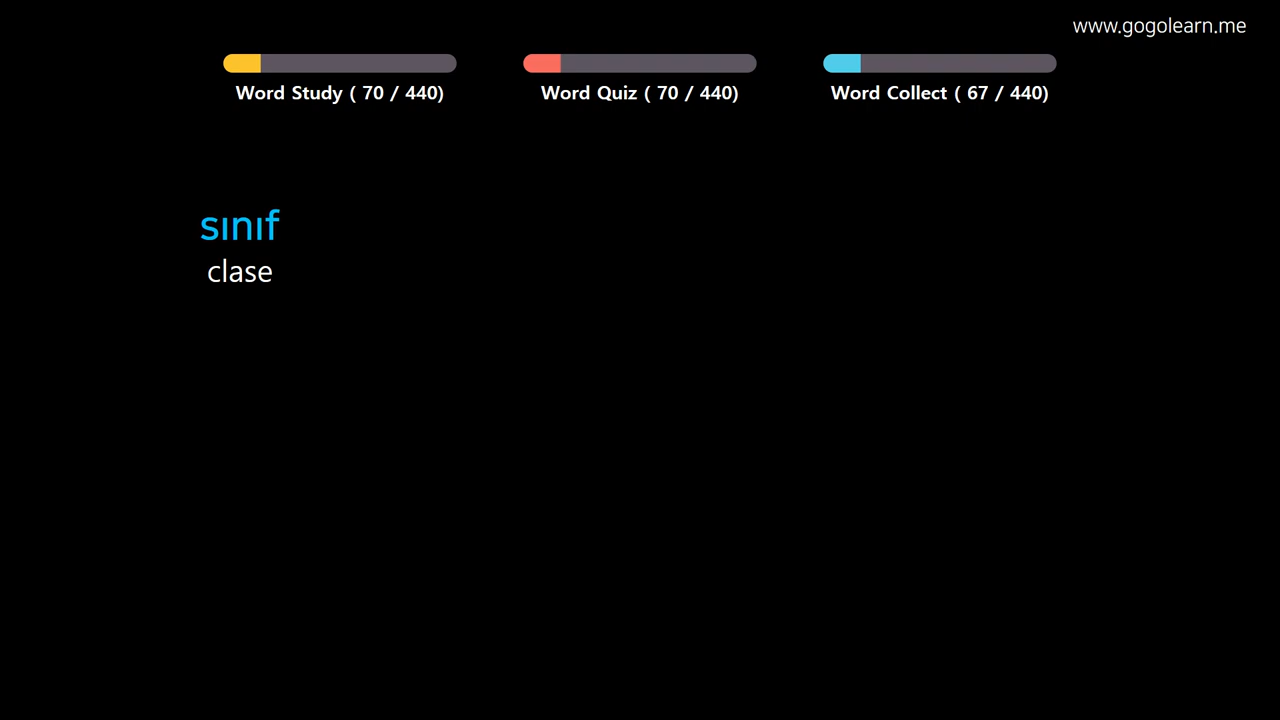 www.gogolearn.me
Word Study ( 70 / 440)
Word Quiz ( 70 / 440)
Word Collect ( 67 / 440)
sınıf
clase